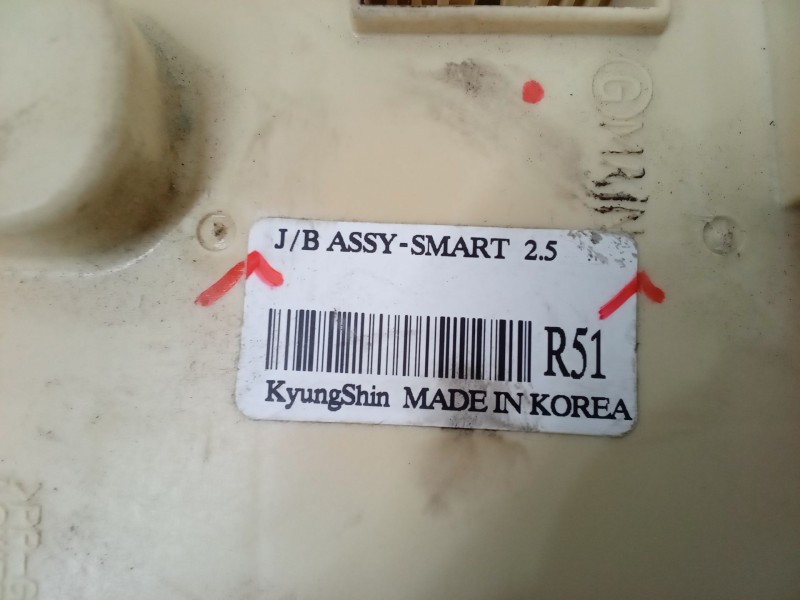 J/B ASSY-SMART 2.5
R51
KyungShin MADE IN KOREA